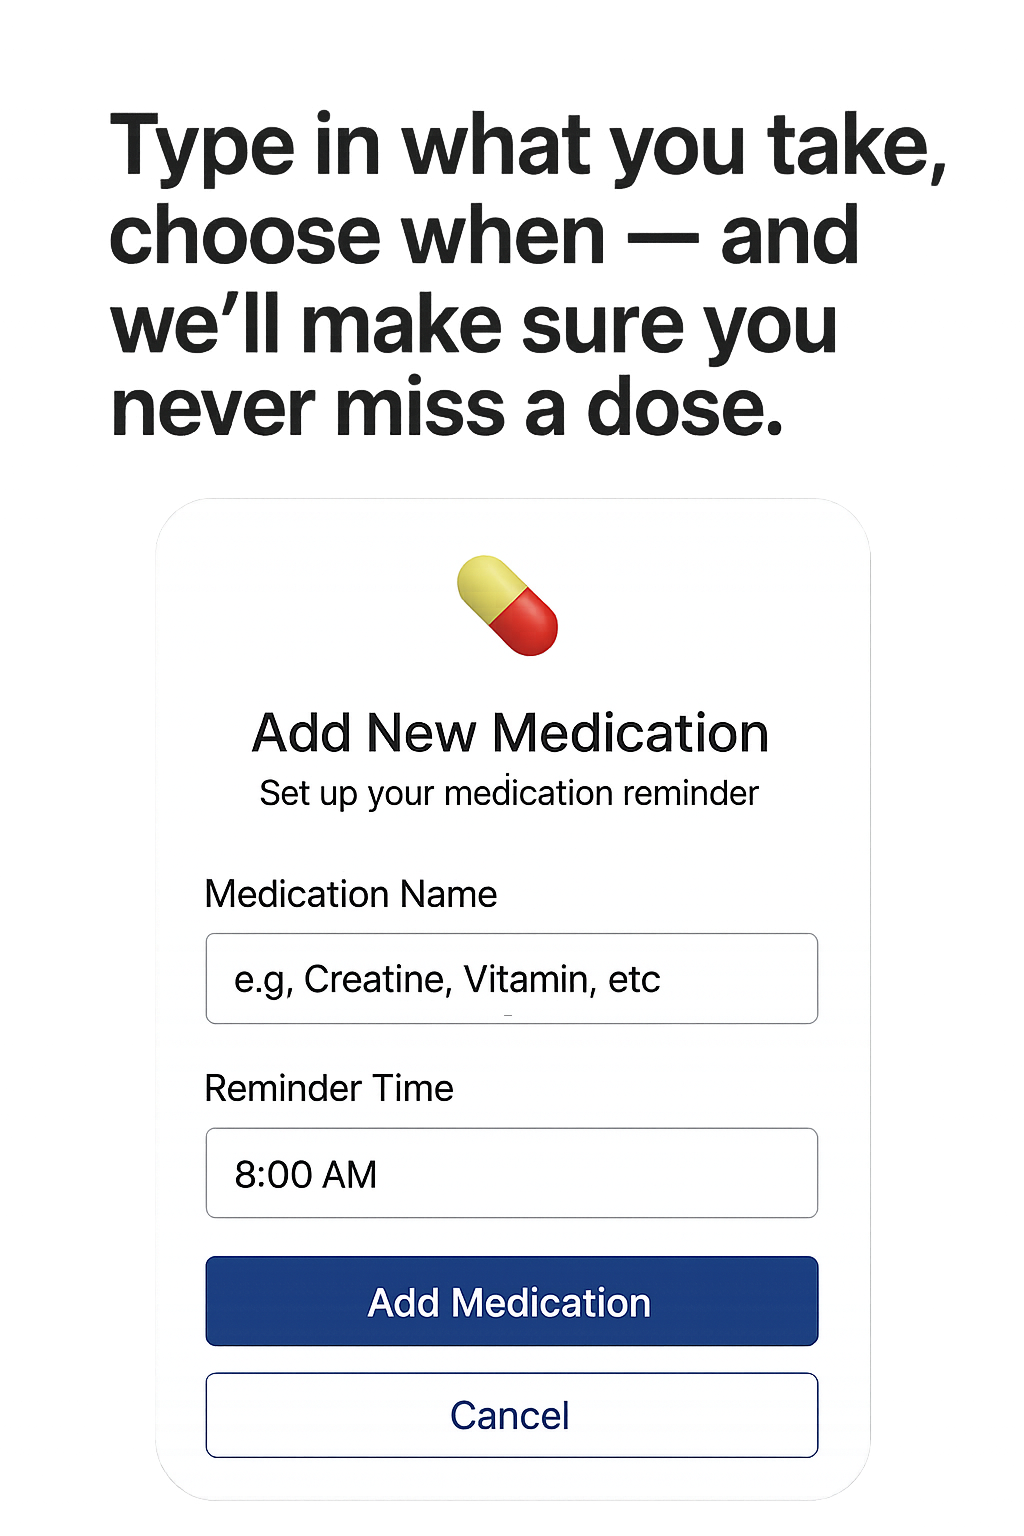 Type in what you take,
choose when — and
we’ll make sure you
never miss a dose.
Add New Medication
Set up your medication reminder
Medication Name
e.g, Creatine, Vitamin, etc
Reminder Time
8:00 AM
Add Medication
Cancel